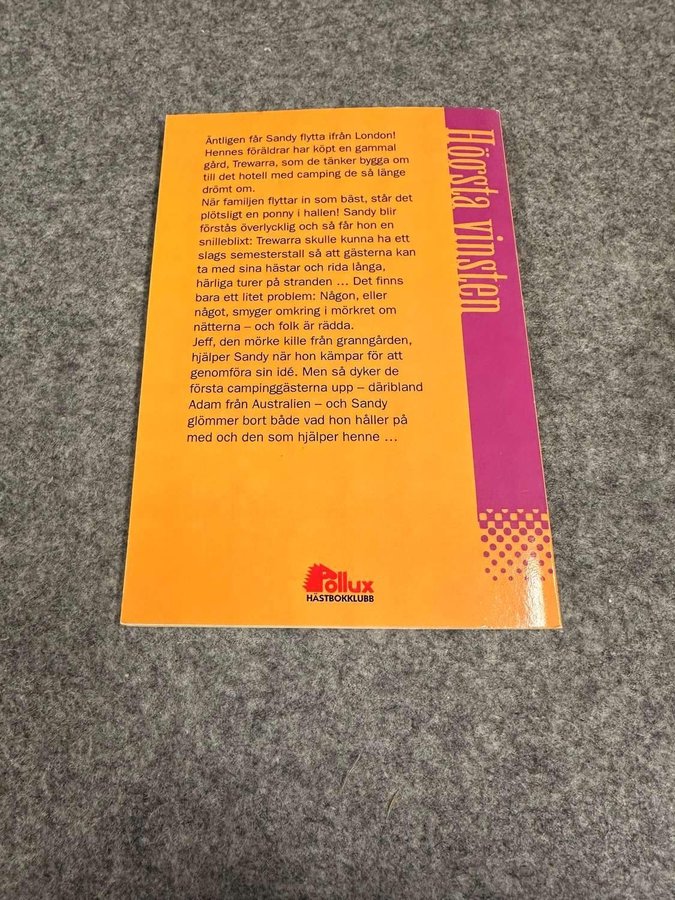 Äntligen får Sandy flytta ifrån London!
Hennes föräldrar har köpt en gammal
gård, Trewarra, som de tänker bygga om
till det hotell med camping de så länge
drömt om.
När familjen flyttar in som bäst, står det
plötsligt en ponny i hallen! Sandy blir
förstås överlycklig och så får hon en
snilleblixt: Trewarra skulle kunna ha ett
slags semesterstall så att gästerna kan
ta med sina hästar och rida långa,
härliga turer på stranden ... Det finns
bara ett litet problem: Någon, eller
något, smyger omkring i mörkret om
nätterna – och folk är rädda.
Jeff, den mörke kille från granngården,
hjälper Sandy när hon kämpar för att
genomföra sin idé. Men så dyker de
första campinggästerna upp – däribland
Adam från Australien – och Sandy
glömmer bort både vad hon håller på
med och den som hjälper henne ...
Högsta vinsten
Pollux
HÄSTBOKKLUBB